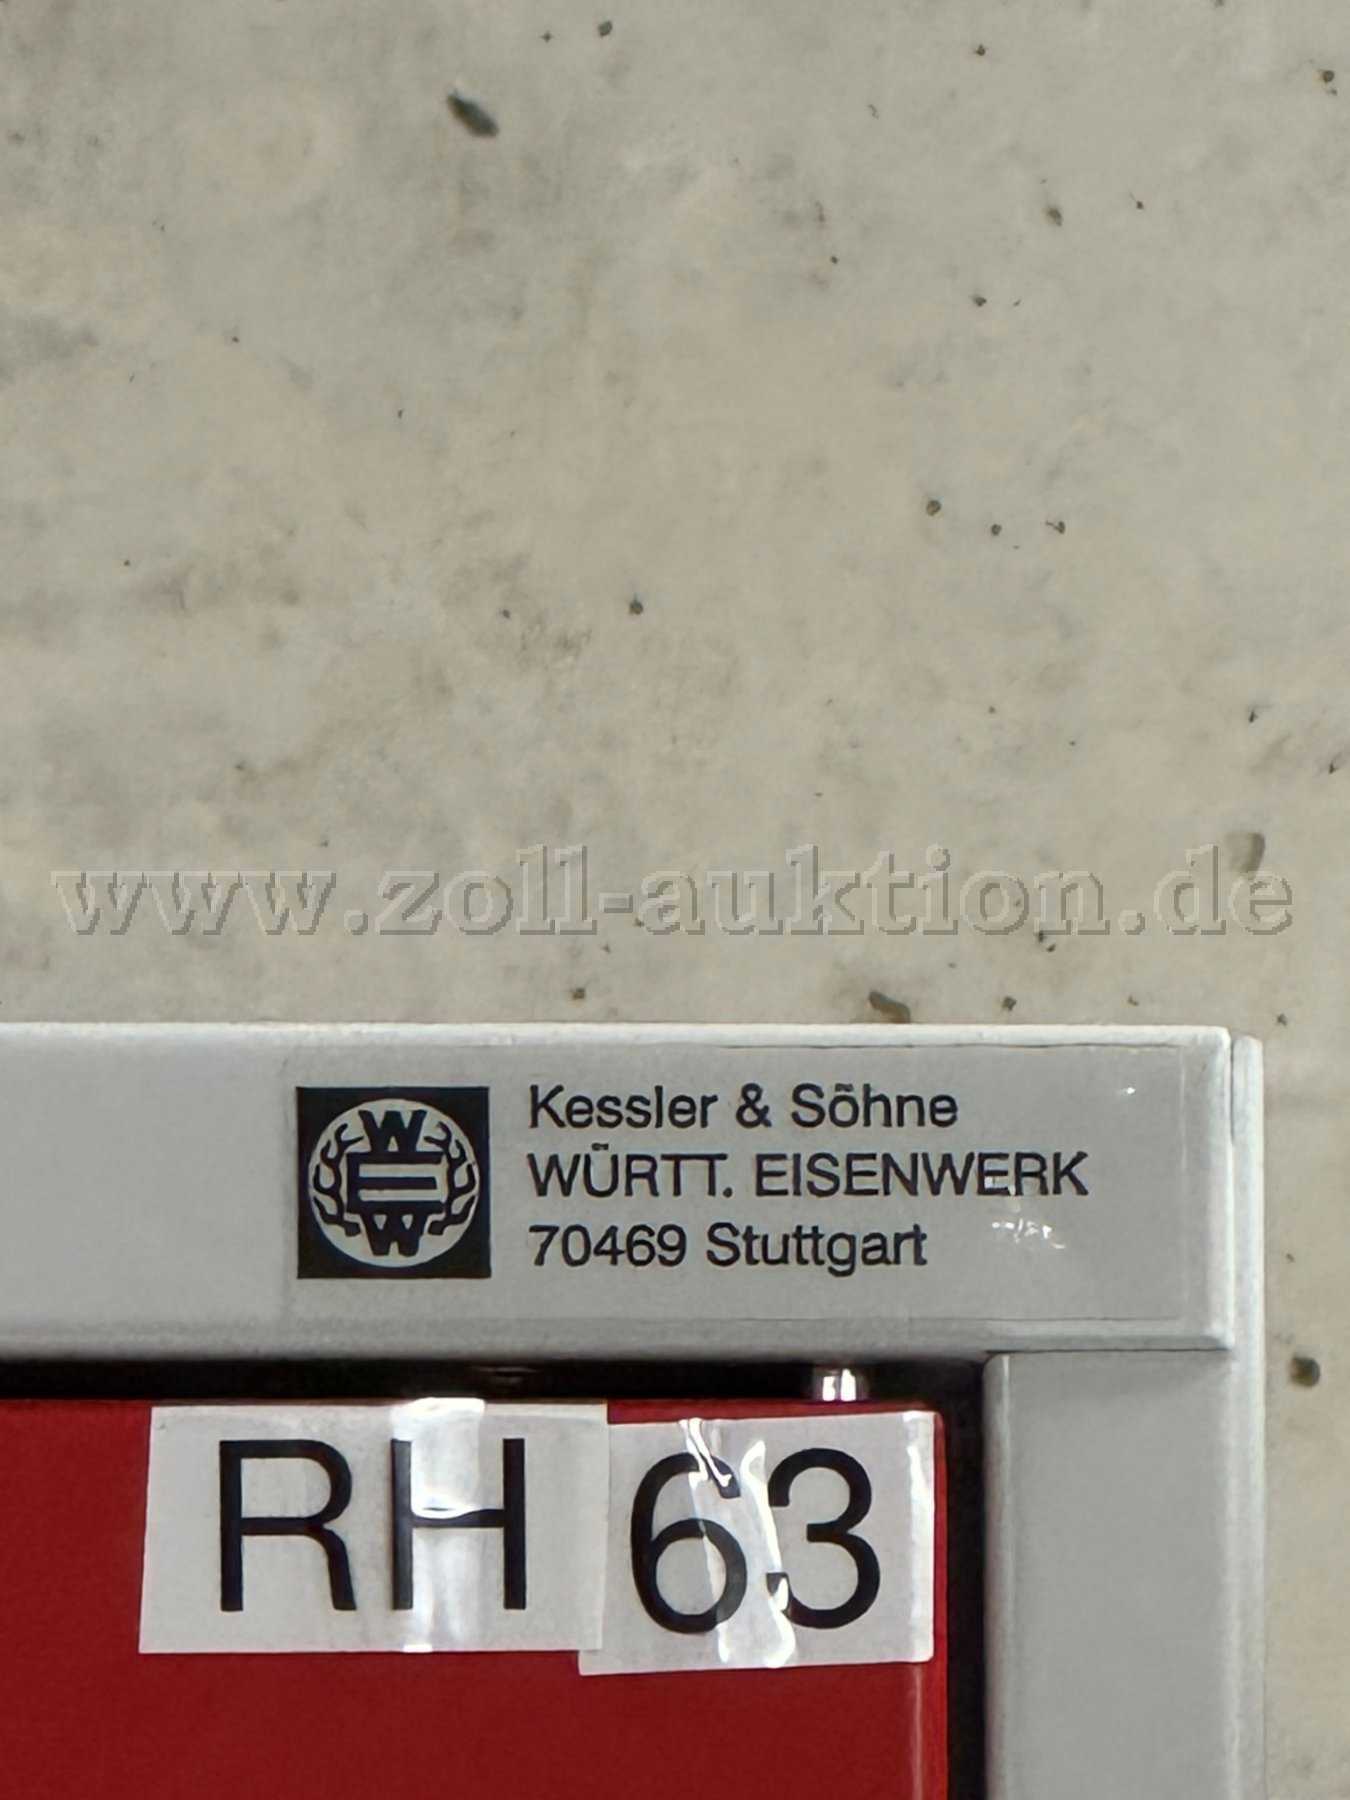 www.zoll-auktion.de
Kessler & Söhne
WÜRTT. EISENWERK
70469 Stuttgart
W
E
W
RH 63